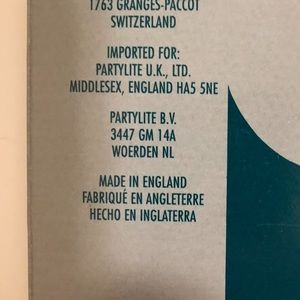 1763 GRANGES-PACCOT
SWITZERLAND
IMPORTED FOR:
PARTYLITE U.K., LTD.
MIDDLESEX, ENGLAND HA5 5NE
PARTYLITE B.V.
3447 GM 14A
WOERDEN NL
MADE IN ENGLAND
FABRIQUÉ EN ANGLETERRE
HECHO EN INGLATERRA